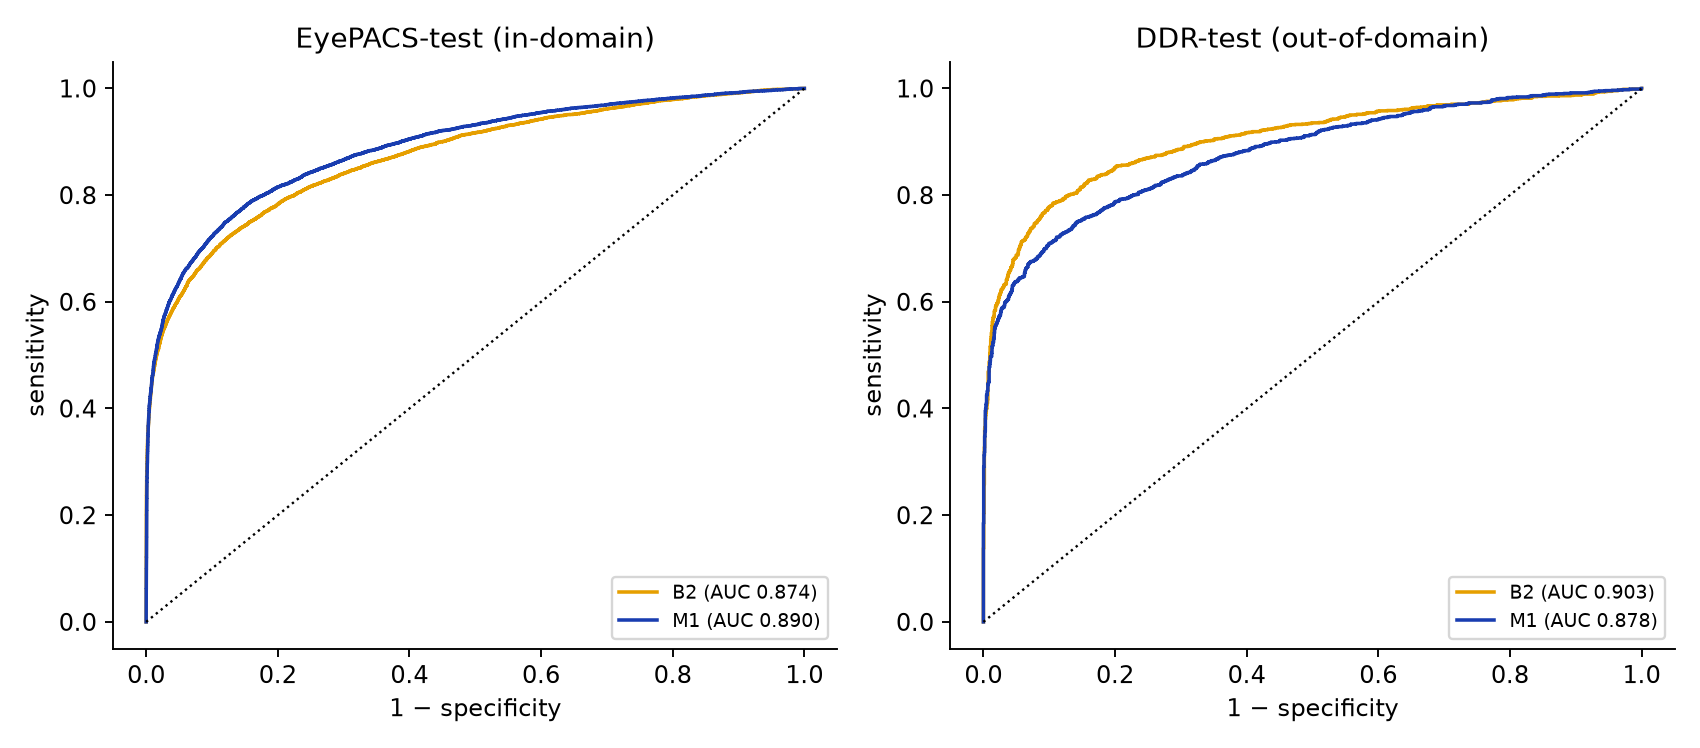 EyePACS-test (in-domain)
1.0
0.8
0.6
0.4
0.2
0.0
sensitivity
B2 (AUC 0.874)
M1 (AUC 0.890)
0.0 0.2 0.4 0.6 0.8 1.0
1 − specificity
DDR-test (out-of-domain)
1.0
0.8
0.6
0.4
0.2
0.0
sensitivity
B2 (AUC 0.903)
M1 (AUC 0.878)
0.0 0.2 0.4 0.6 0.8 1.0
1 − specificity